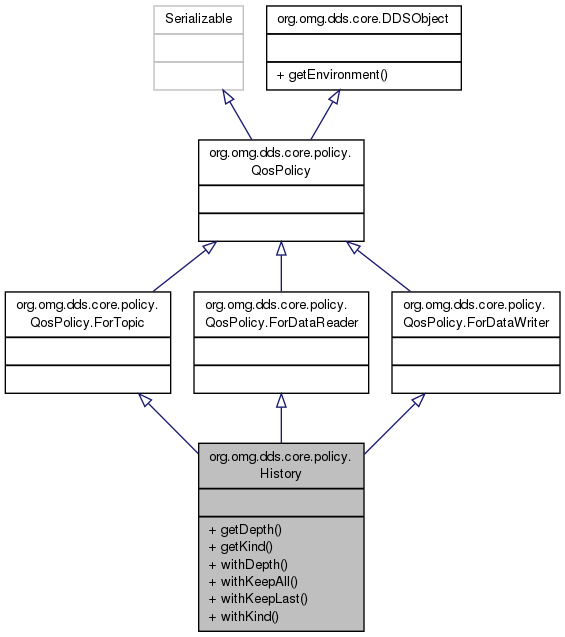 Serializable
org.omg.dds.core.DDSObject
+ getEnvironment()
org.omg.dds.core.policy.
QosPolicy
org.omg.dds.core.policy.
QosPolicy.ForTopic
org.omg.dds.core.policy.
QosPolicy.ForDataReader
org.omg.dds.core.policy.
QosPolicy.ForDataWriter
org.omg.dds.core.policy.
History
+ getDepth()
+ getKind()
+ withDepth()
+ withKeepAll()
+ withKeepLast()
+ withKind()